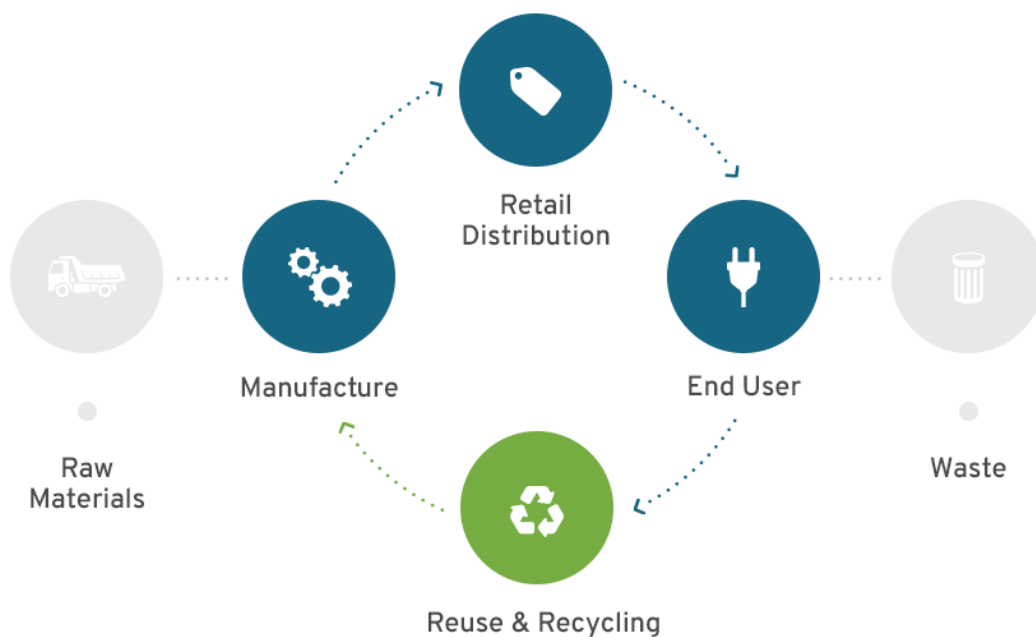 Retail
Distribution
Manufacture
End User
Raw
Materials
Waste
Reuse & Recycling